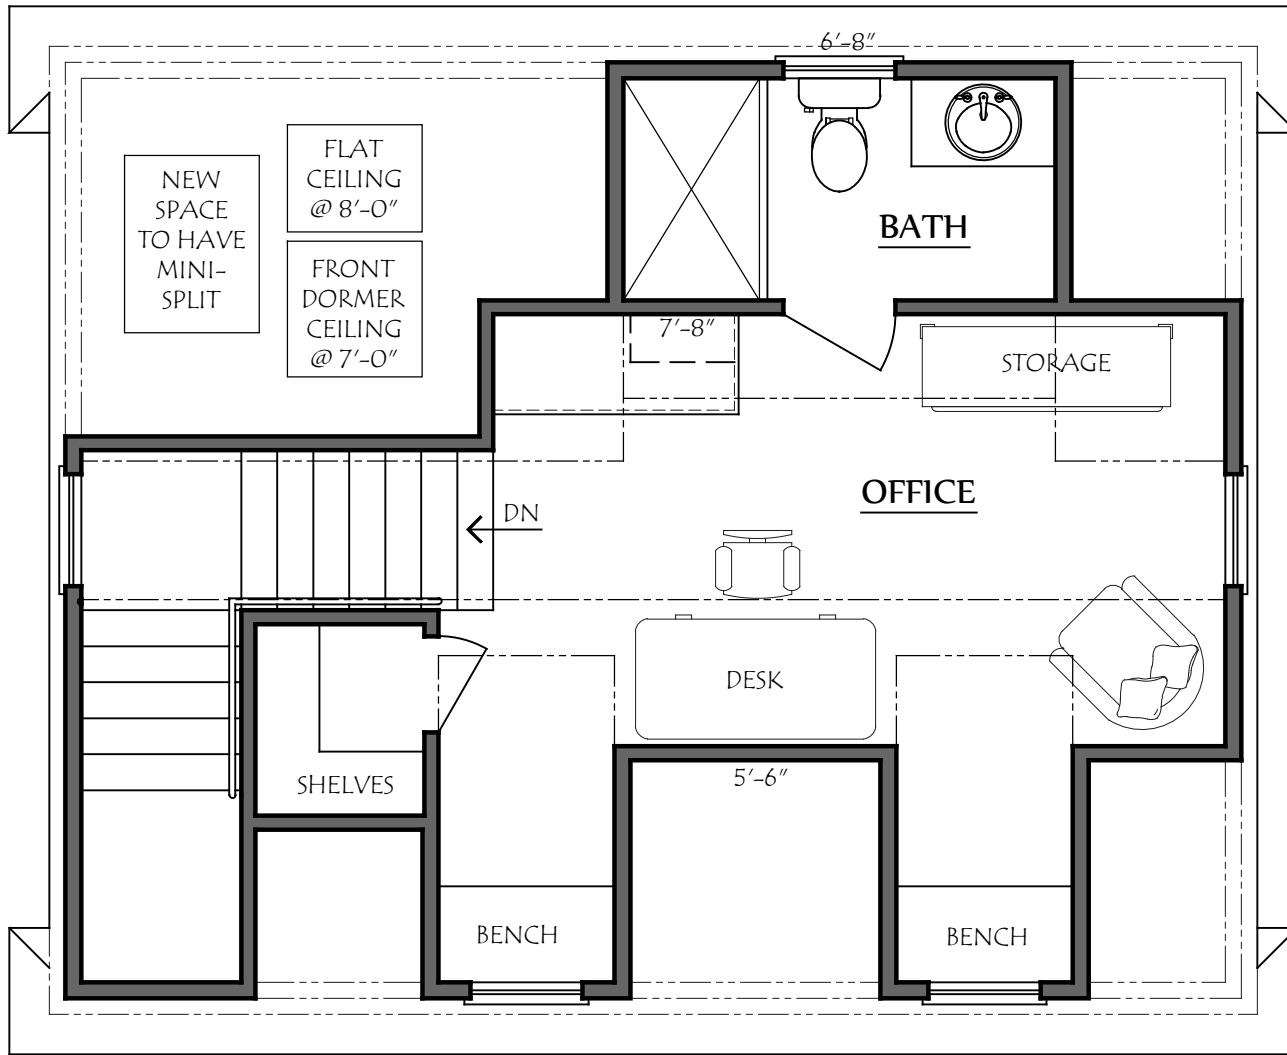 6'-8"
FLAT
CEILING
@ 8'-0"
NEW
SPACE
TO HAVE
MINI-
SPLIT
FRONT
DORMER
CEILING
@ 7'-0"
BATH
7'-8"
STORAGE
OFFICE
DN
DESK
SHELVES
5'-6"
BENCH
BENCH